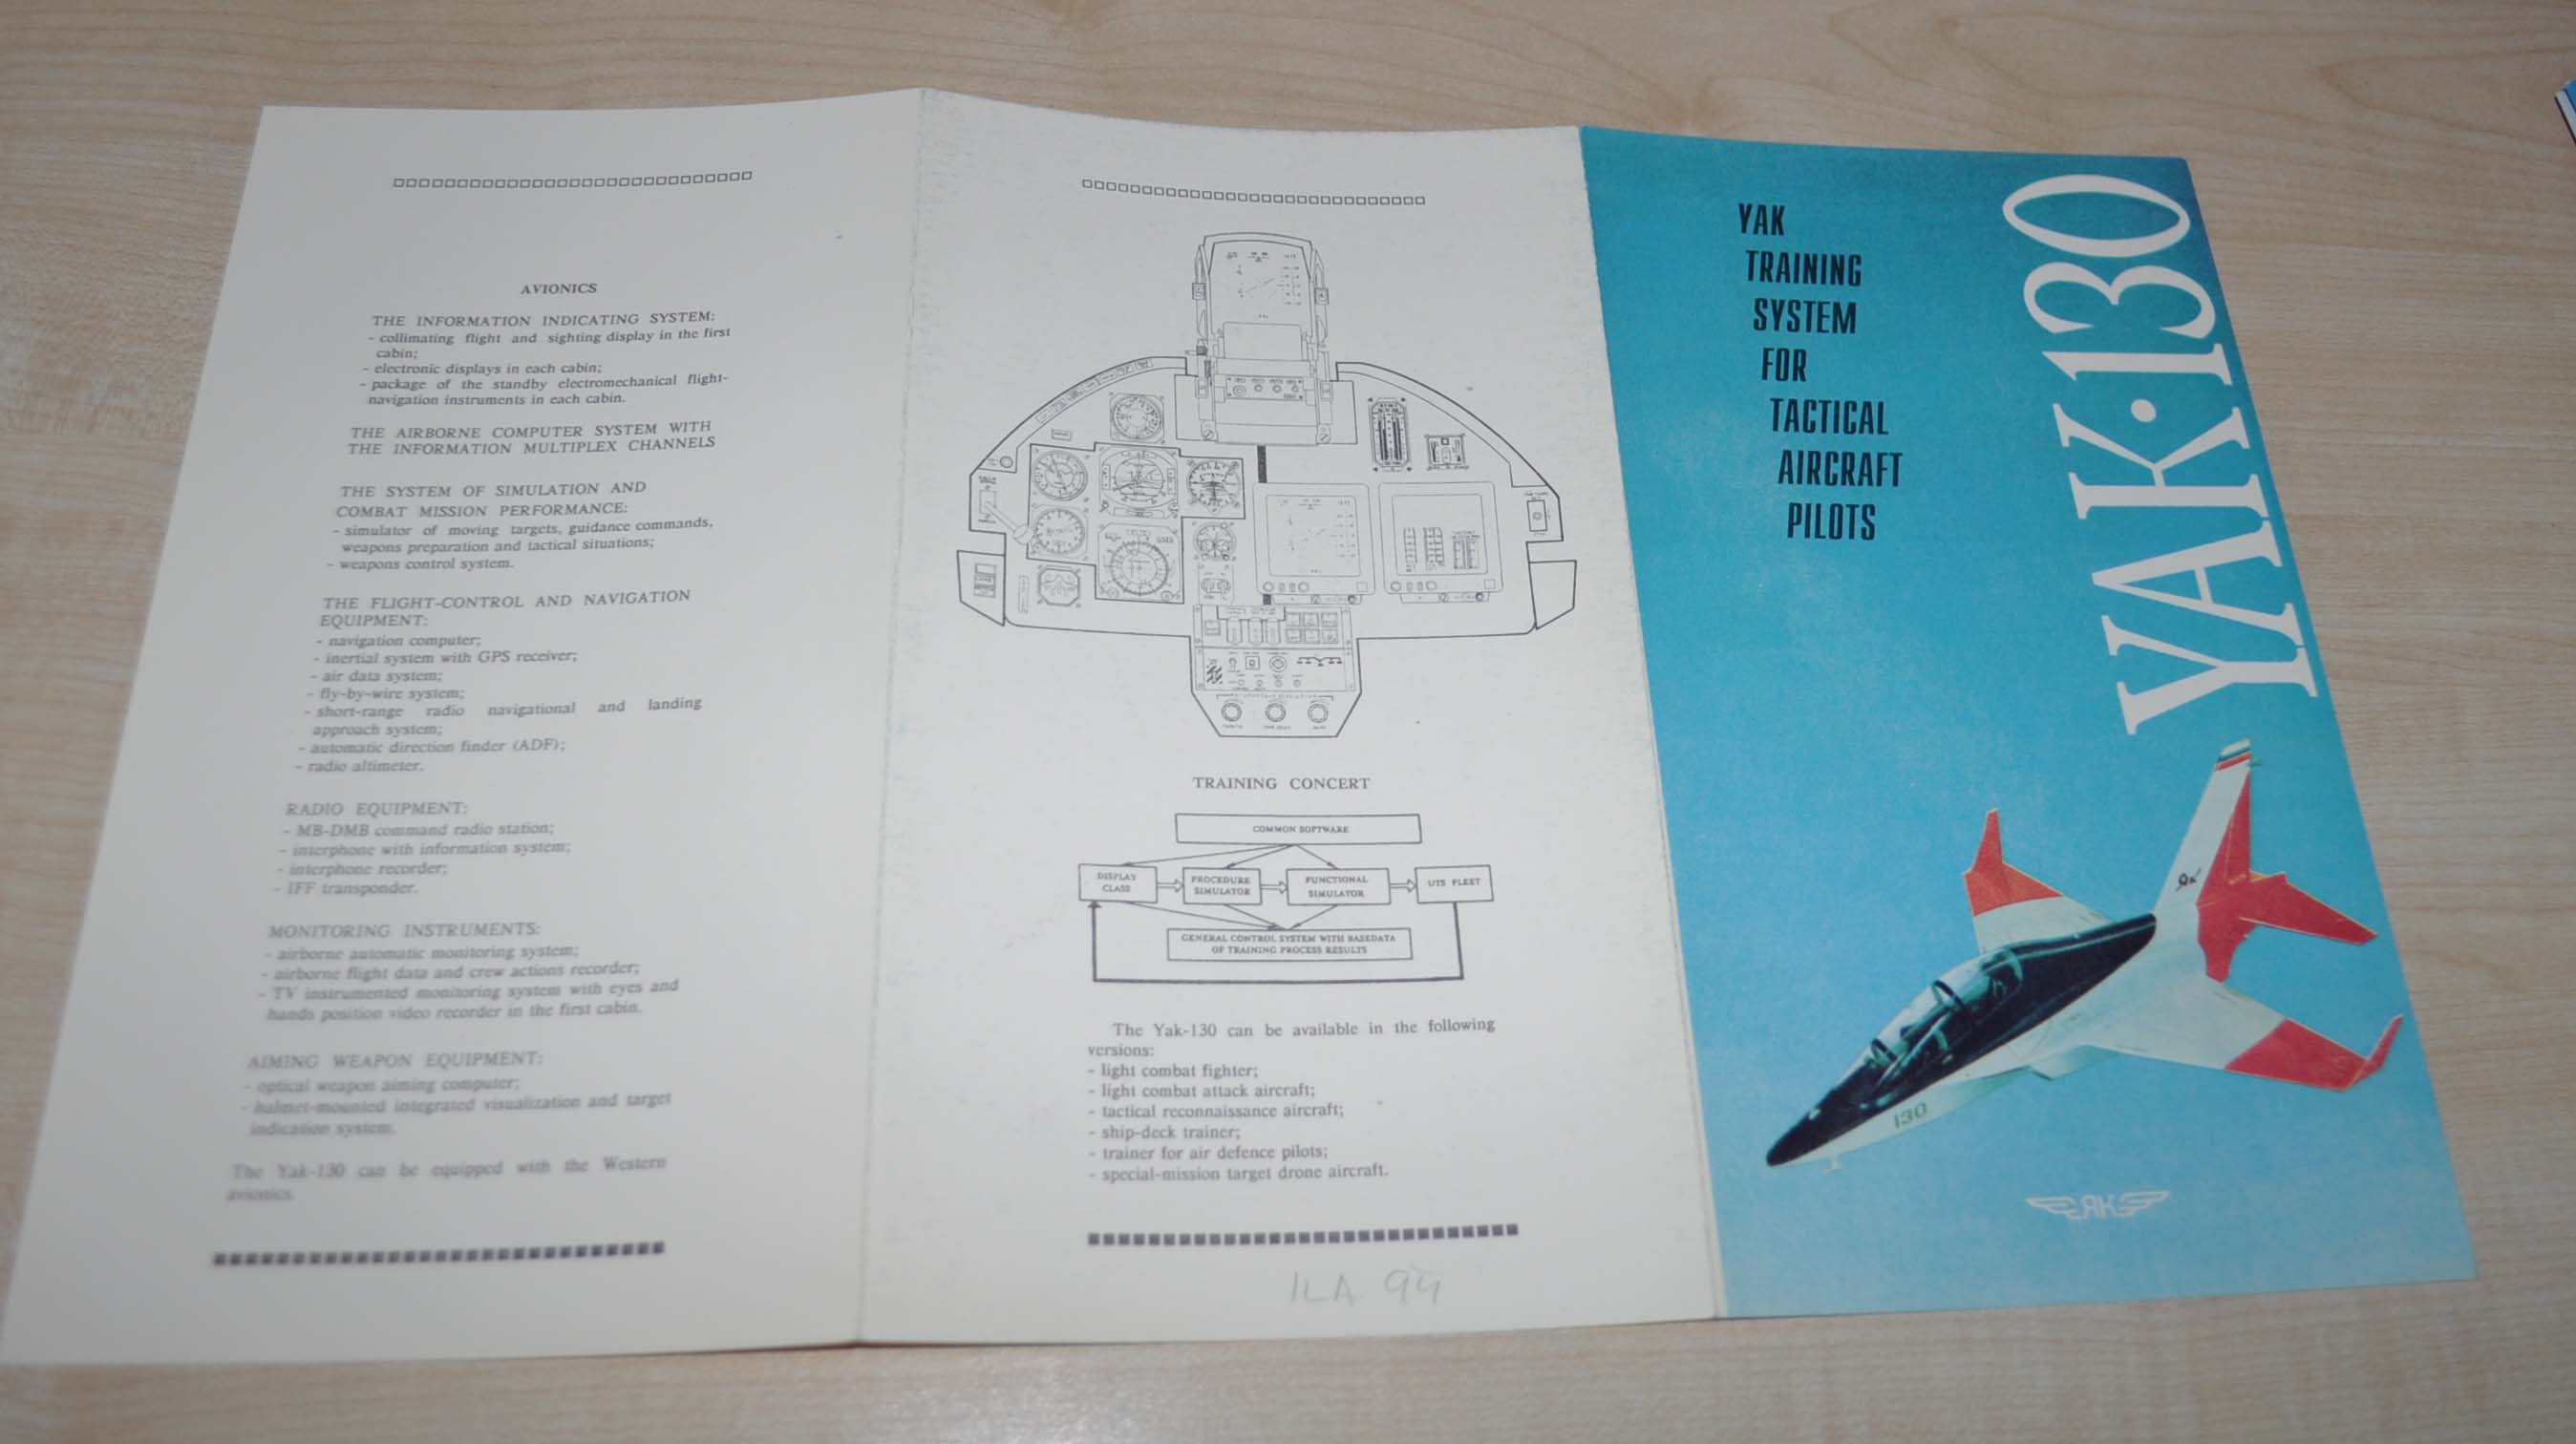 AVIONICS
THE INFORMATION INDICATING SYSTEM:
- collimating flight and sighting display in the first
cabin;
- electronic displays in each cabin;
- package of the standby electromechanical flight-
navigation instruments in each cabin.
THE AIRBORNE COMPUTER SYSTEM WITH
THE INFORMATION MULTIPLEX CHANNELS
THE SYSTEM OF SIMULATION AND
COMBAT MISSION PERFORMANCE:
- simulator of moving targets, guidance commands,
weapons preparation and tactical situations;
- weapons control system.
THE FLIGHT-CONTROL AND NAVIGATION
EQUIPMENT:
- navigation computer;
- inertial system with GPS receiver;
- air data system;
- fly-by-wire system;
- short-range radio navigational and landing
approach system;
- automatic direction finder (ADF);
- radio altimeter.
RADIO EQUIPMENT:
- MB-DMB command radio station;
- interphone with information system;
- interphone recorder;
- IFF transponder.
MONITORING INSTRUMENTS:
- airborne automatic monitoring system;
- airborne flight data and crew actions recorder;
- TV instrumented monitoring system with eyes and
hands position video recorder in the first cabin.
AIMING WEAPON EQUIPMENT:
- optical weapon aiming computer;
- halmet-mounted integrated visualization and target
indication system.
The Yak-130 can be equipped with the Western
avionics.
TRAINING CONCERT
COMMON SOFTWARE
DISPLAY
CLASS
PROCEDURE
SIMULATOR
FUNCTIONAL
SIMULATOR
UTS FLEET
GENERAL CONTROL SYSTEM WITH BASEDATA
OF TRAINING PROCESS RESULTS
The Yak-130 can be available in the following
versions:
- light combat fighter;
- light combat attack aircraft;
- tactical reconnaissance aircraft;
- ship-deck trainer;
- trainer for air defence pilots;
- special-mission target drone aircraft.
ILA 94
YAK
TRAINING
SYSTEM
FOR
TACTICAL
AIRCRAFT
PILOTS
YAK·130
130
ЯК